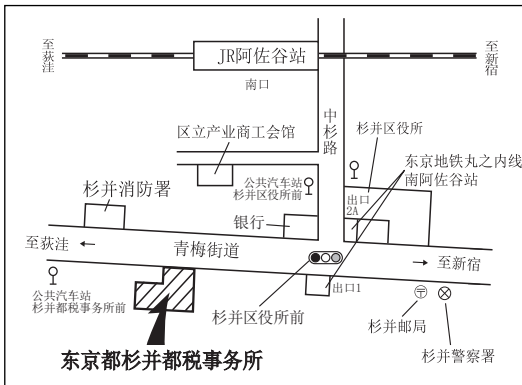 至荻洼
JR阿佐谷站
至新宿
南口
中杉路
杉并区役所
区立产业商工会馆
公共汽车站
杉并区役所前
东京地铁丸之内线
南阿佐谷站
杉并消防署
出口
2A
银行
至荻洼
青梅街道
至新宿
公共汽车站
杉并都税事务所前
杉并区役所前
出口1
〒
杉并邮局
杉并警察署
东京都杉并都税事务所